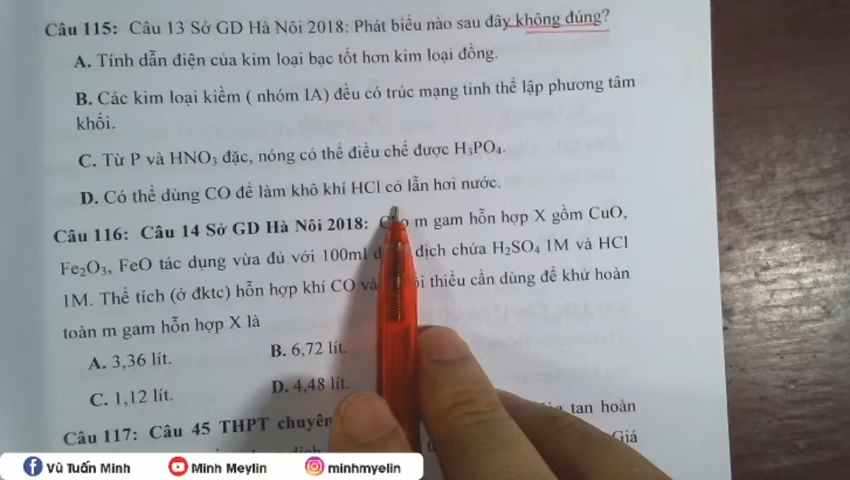 Câu 115: Câu 13 Sở GD Hà Nôi 2018: Phát biểu nào sau đây không đúng?
A. Tính dẫn điện của kim loại bạc tốt hơn kim loại đồng.
B. Các kim loại kiềm ( nhóm IA) đều có trúc mạng tinh thể lập phương tâm
khối.
C. Từ P và HNO₃ đặc, nóng có thể điều chế được H₃PO₄.
D. Có thể dùng CO để làm khô khí HCl có lẫn hơi nước.
Câu 116: Câu 14 Sở GD Hà Nôi 2018: m gam hỗn hợp X gồm CuO,
Fe₂O₃, FeO tác dụng vừa đủ với 100ml dịch chứa H₂SO₄ 1M và HCl
1M. Thể tích (ở đktc) hỗn hợp khí CO và thiểu cần dùng để khử hoàn
toàn m gam hỗn hợp X là
A. 3,36 lít.
B. 6,72 lít.
C. 1,12 lít.
D. 4,48 lít.
Câu 117: Câu 45 THPT chuyên tan hoàn
Giá
Vũ Tuấn Minh
Minh Meylin
minhmyelin